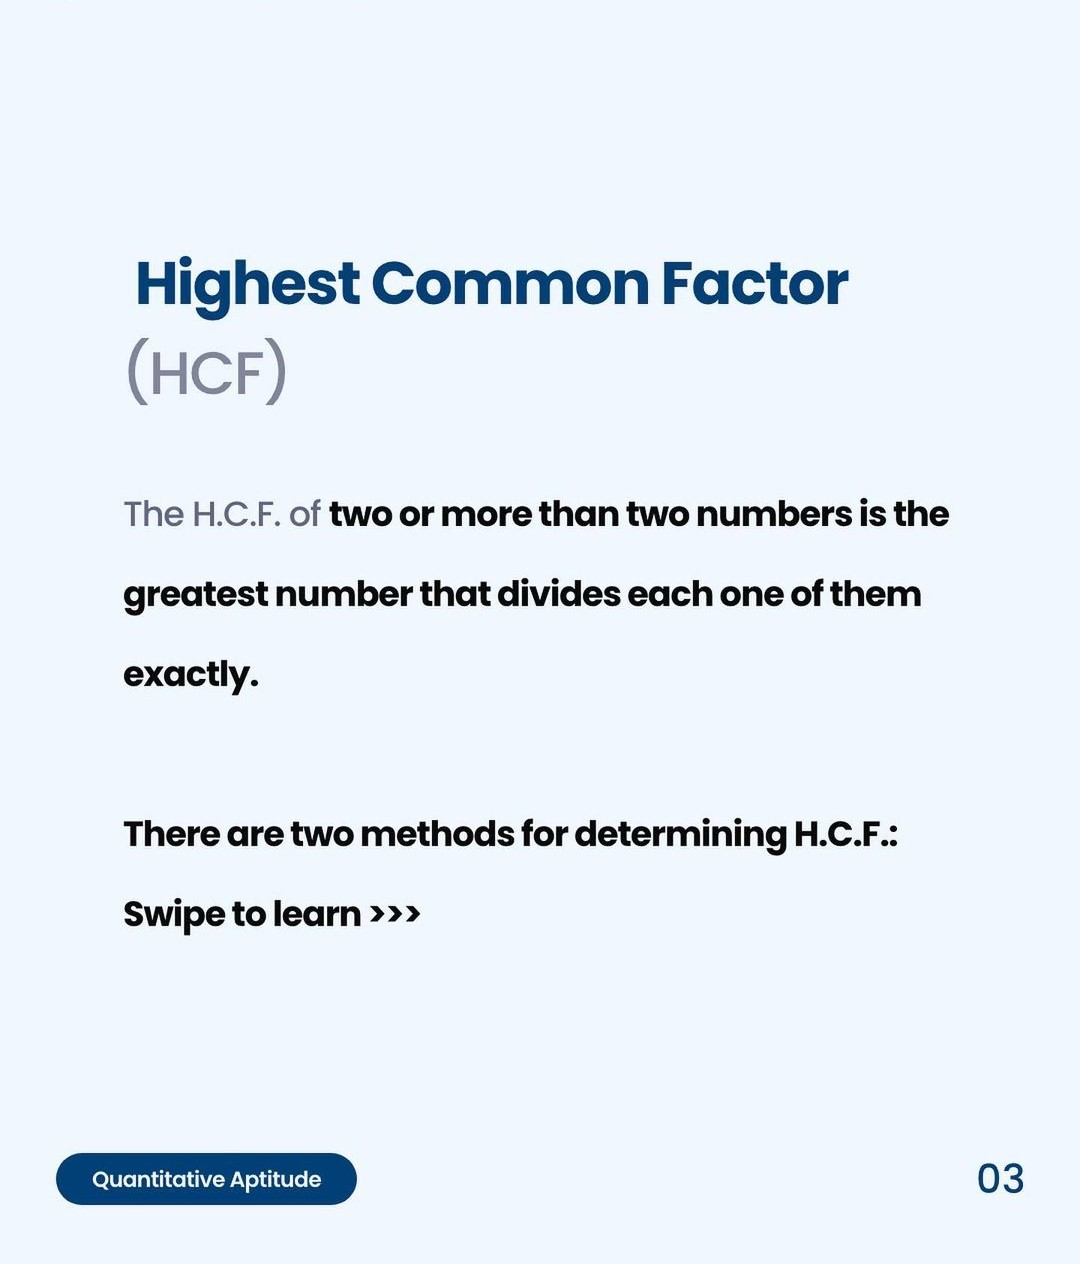 Highest Common Factor
(HCF)
The H.C.F. of two or more than two numbers is the
greatest number that divides each one of them
exactly.
There are two methods for determining H.C.F.:
Swipe to learn >>>
Quantitative Aptitude
03